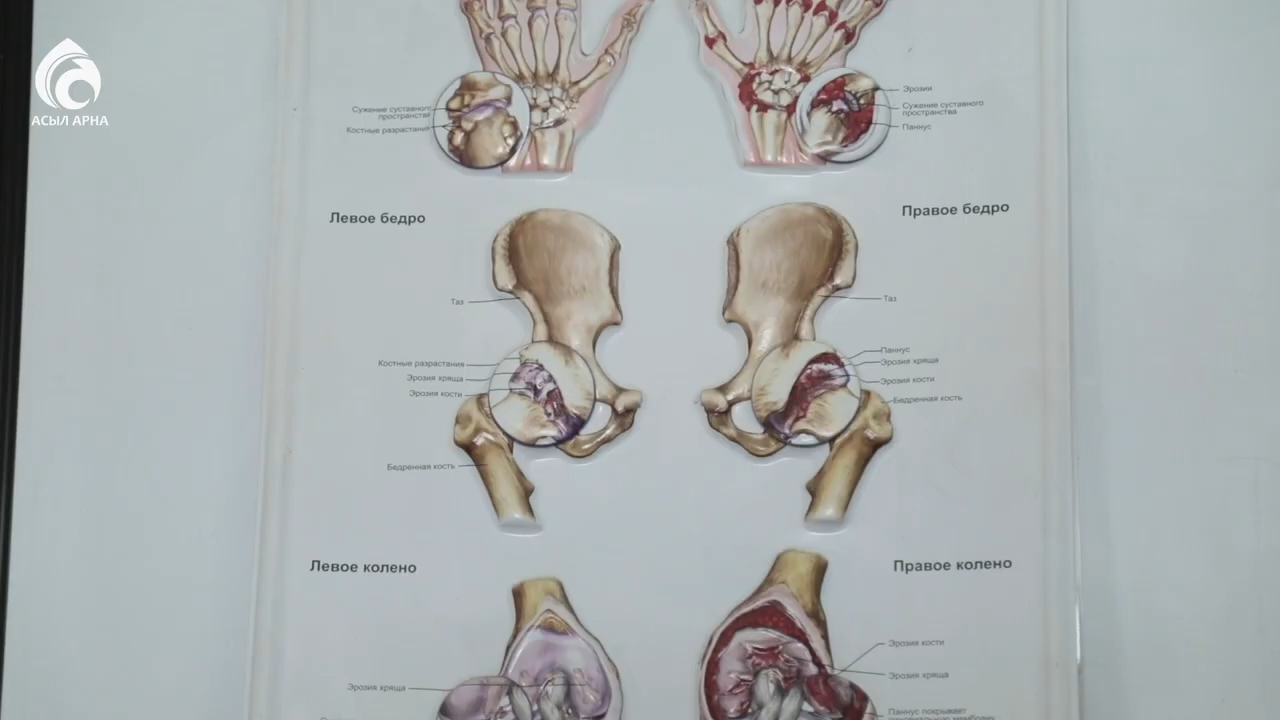 АСЫЛ АРНА
Сужение суставного
пространства
Костные разрастания
Эрозии
Сужение суставного
пространства
Паннус
Левое бедро
Правое бедро
Таз
Таз
Костные разрастания
Эрозия хряща
Эрозия кости
Бедренная кость
Паннус
Эрозия хряща
Эрозия кости
Бедренная кость
Левое колено
Правое колено
Эрозия хряща
Эрозия кости
Эрозия хряща
Паннус покрывает